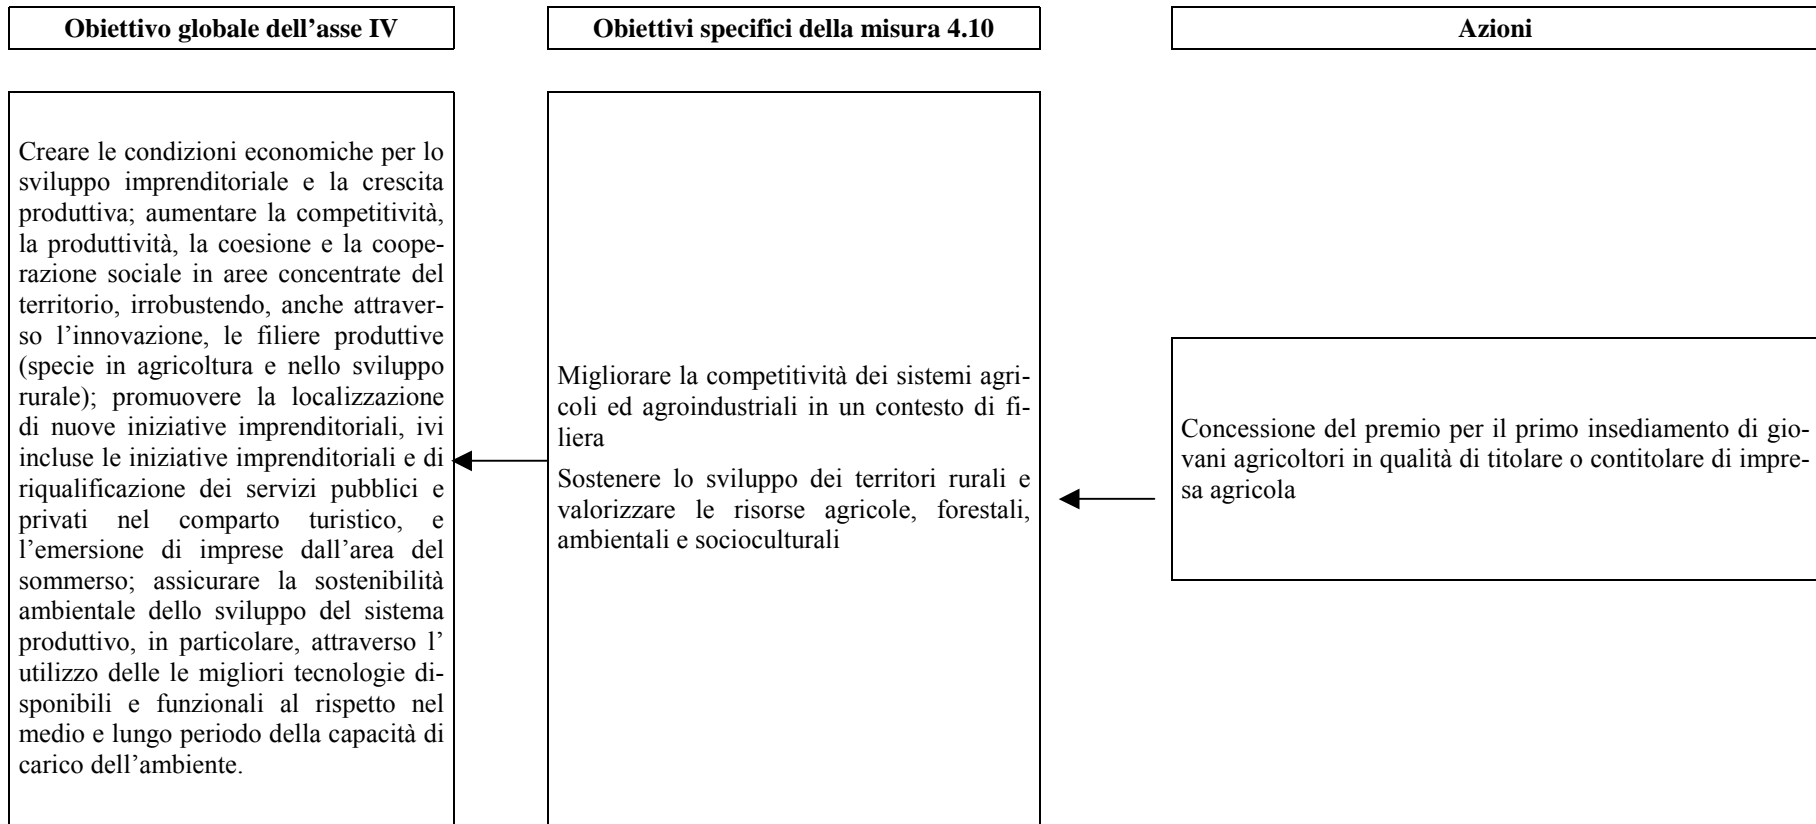 Obiettivo globale dell’asse IV
Obiettivi specifici della misura 4.10
Azioni
Creare le condizioni economiche per lo
sviluppo imprenditoriale e la crescita
produttiva; aumentare la competitività,
la produttività, la coesione e la coope-
razione sociale in aree concentrate del
territorio, irrobustendo, anche attraver-
so l’innovazione, le filiere produttive
(specie in agricoltura e nello sviluppo
rurale); promuovere la localizzazione
di nuove iniziative imprenditoriali, ivi
incluse le iniziative imprenditoriali e di
riqualificazione dei servizi pubblici e
privati nel comparto turistico, e
l’emersione di imprese dall’area del
sommerso; assicurare la sostenibilità
ambientale dello sviluppo del sistema
produttivo, in particolare, attraverso l’
utilizzo delle le migliori tecnologie di-
sponibili e funzionali al rispetto nel
medio e lungo periodo della capacità di
carico dell’ambiente.
Migliorare la competitività dei sistemi agri-
coli ed agroindustriali in un contesto di fi-
liera
Sostenere lo sviluppo dei territori rurali e
valorizzare le risorse agricole, forestali,
ambientali e socioculturali
Concessione del premio per il primo insediamento di gio-
vani agricoltori in qualità di titolare o contitolare di impre-
sa agricola